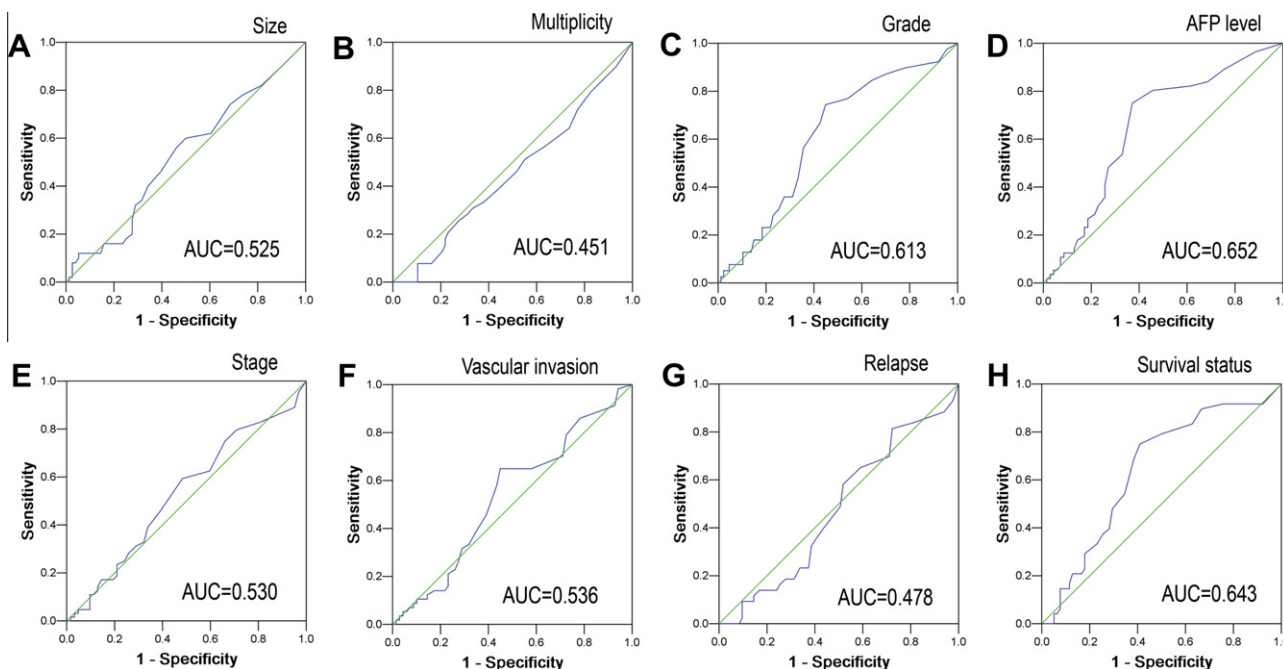 A Size
B Multiplicity
C Grade
D AFP level
1.0 1.0 1.0 1.0
0.8 0.8 0.8 0.8
0.6 0.6 0.6 0.6
Sensitivity Sensitivity Sensitivity Sensitivity
0.4 0.4 0.4 0.4
0.2 0.2 0.2 0.2
AUC=0.525 AUC=0.451 AUC=0.613 AUC=0.652
0.0 0.0 0.0 0.0
0.0 0.2 0.4 0.6 0.8 1.0 0.0 0.2 0.4 0.6 0.8 1.0 0.0 0.2 0.4 0.6 0.8 1.0 0.0 0.2 0.4 0.6 0.8 1.0
1 - Specificity 1 - Specificity 1 - Specificity 1 - Specificity
E Stage
F Vascular invasion
G Relapse
H Survival status
1.0 1.0 1.0 1.0
0.8 0.8 0.8 0.8
0.6 0.6 0.6 0.6
Sensitivity Sensitivity Sensitivity Sensitivity
0.4 0.4 0.4 0.4
0.2 0.2 0.2 0.2
AUC=0.530 AUC=0.536 AUC=0.478 AUC=0.643
0.0 0.0 0.0 0.0
0.0 0.2 0.4 0.6 0.8 1.0 0.0 0.2 0.4 0.6 0.8 1.0 0.0 0.2 0.4 0.6 0.8 1.0 0.0 0.2 0.4 0.6 0.8 1.0
1 - Specificity 1 - Specificity 1 - Specificity 1 - Specificity